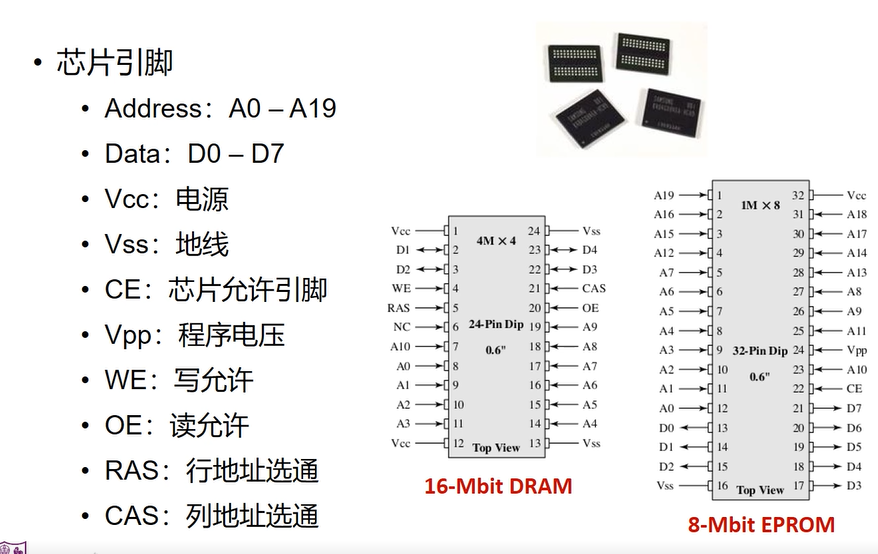 芯片引脚
Address：A0 – A19
Data：D0 – D7
Vcc：电源
Vss：地线
CE：芯片允许引脚
Vpp：程序电压
WE：写允许
OE：读允许
RAS：行地址选通
CAS：列地址选通
4M × 4
Vcc 1 24 Vss
D1 2 23 D4
D2 3 22 D3
WE 4 21 CAS
RAS 5 20 OE
NC 6 24-Pin Dip 19 A9
A10 7 0.6" 18 A8
A0 8 17 A7
A1 9 16 A6
A2 10 15 A5
A3 11 14 A4
Vcc 12 Top View 13 Vss
16-Mbit DRAM
A19 1 32 Vcc
1M × 8
A16 2 31 A18
A15 3 30 A17
A12 4 29 A14
A7 5 28 A13
A6 6 27 A8
A5 7 26 A9
A4 8 25 A11
A3 9 32-Pin Dip 24 Vpp
A2 10 0.6" 23 A10
A1 11 22 CE
A0 12 21 D7
D0 13 20 D6
D1 14 19 D5
D2 15 18 D4
Vss 16 Top View 17 D3
8-Mbit EPROM
SAMSUNG
SAMSUNG